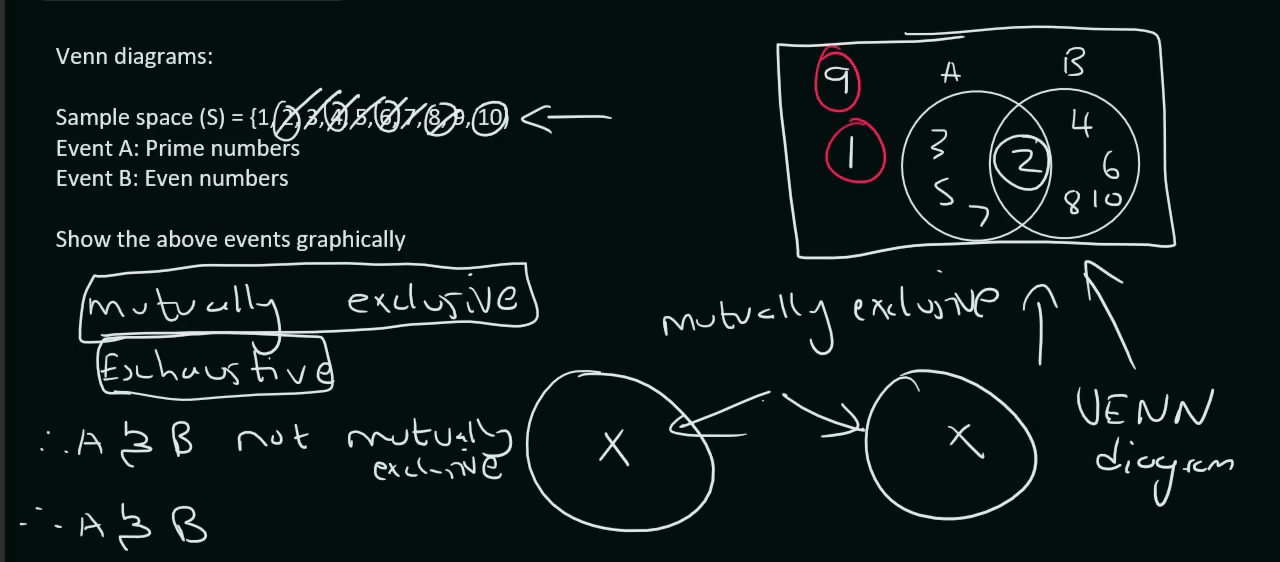 Venn diagrams:
Sample space (S) = {1, 2, 3, 4, 5, 6, 7, 8, 9, 10}
Event A: Prime numbers
Event B: Even numbers
Show the above events graphically
mutually exclusive
Exchaustive
∴ A & B not mutually
exclusive
∴ A & B
9
1
A
B
3
5
7
2
4
6
8 10
mutually exclusive
X
X
VENN
diagram